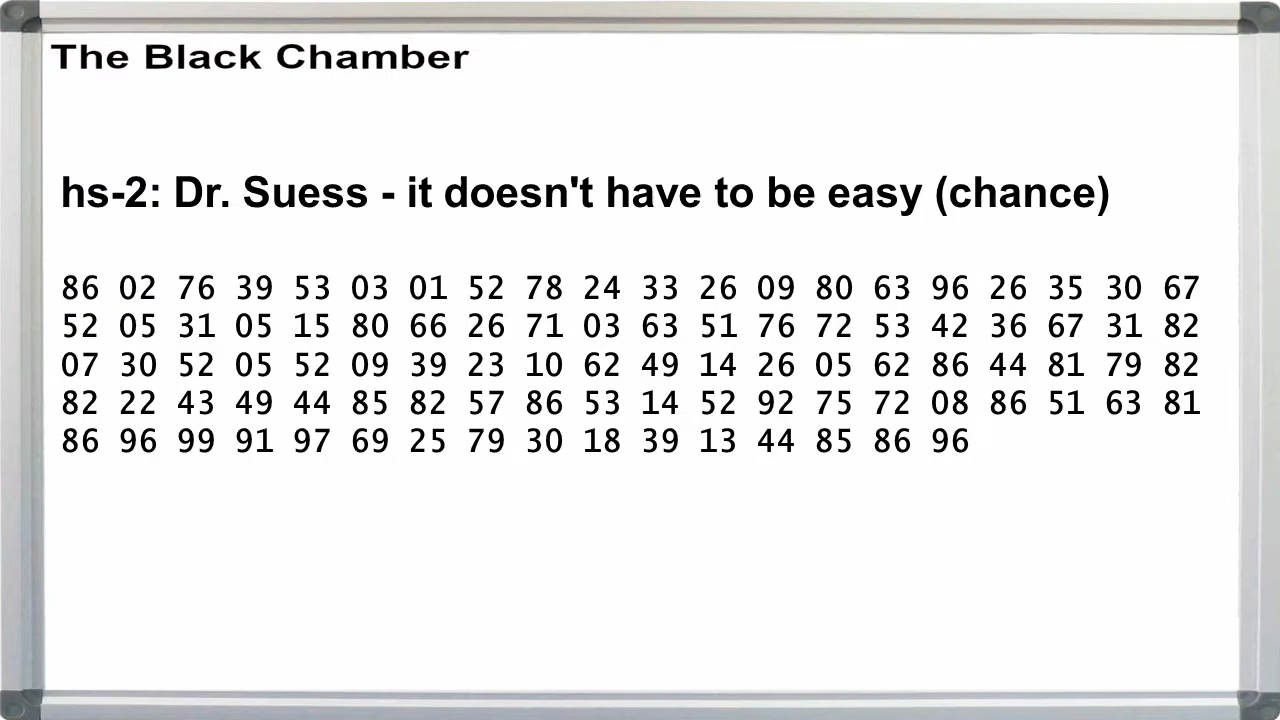 The Black Chamber
hs-2: Dr. Suess - it doesn't have to be easy (chance)
86 02 76 39 53 03 01 52 78 24 33 26 09 80 63 96 26 35 30 67
52 05 31 05 15 80 66 26 71 03 63 51 76 72 53 42 36 67 31 82
07 30 52 05 52 09 39 23 10 62 49 14 26 05 62 86 44 81 79 82
82 22 43 49 44 85 82 57 86 53 14 52 92 75 72 08 86 51 63 81
86 96 99 91 97 69 25 79 30 18 39 13 44 85 86 96